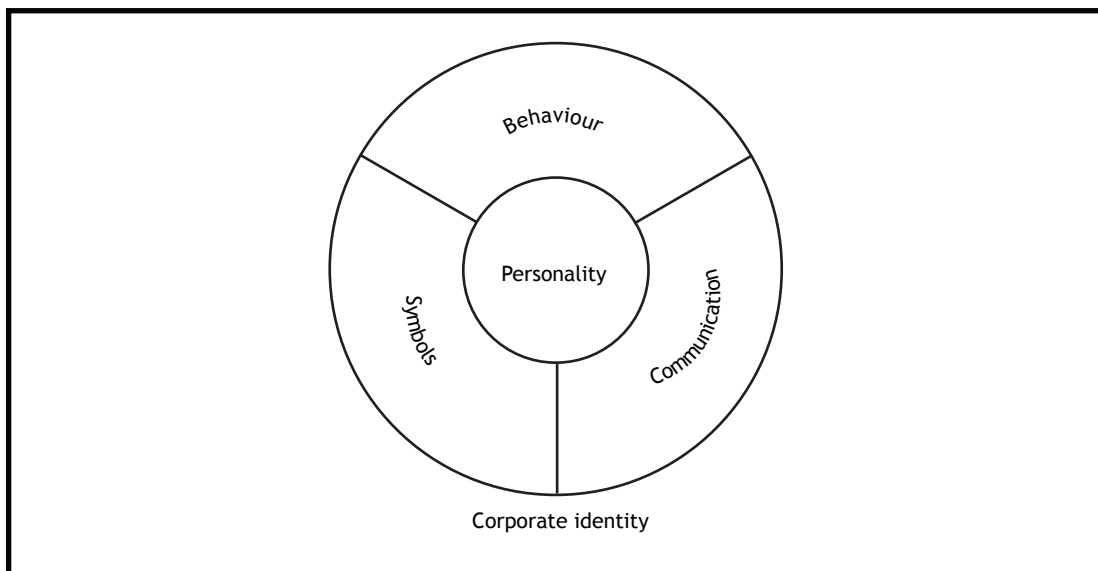 Behaviour
Personality
Symbols
Communication
Corporate identity